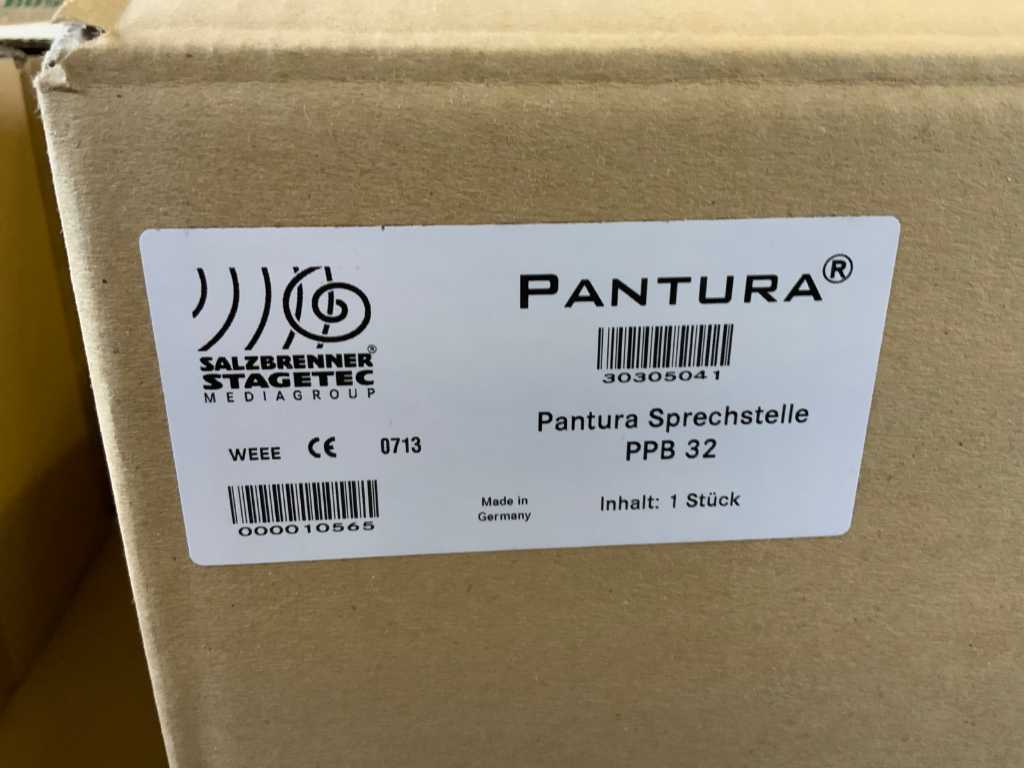 SALZBRENNER®
STAGETEC
MEDIAGROUP
WEEE CE 0713
000010565
PANTURA®
30305041
Pantura Sprechstelle
PPB 32
Made in
Germany
Inhalt: 1 Stück